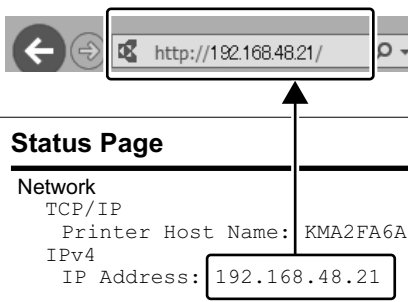 http://192.168.48.21/
Status Page
Network
TCP/IP
Printer Host Name: KMA2FA6A
IPv4
IP Address: 192.168.48.21